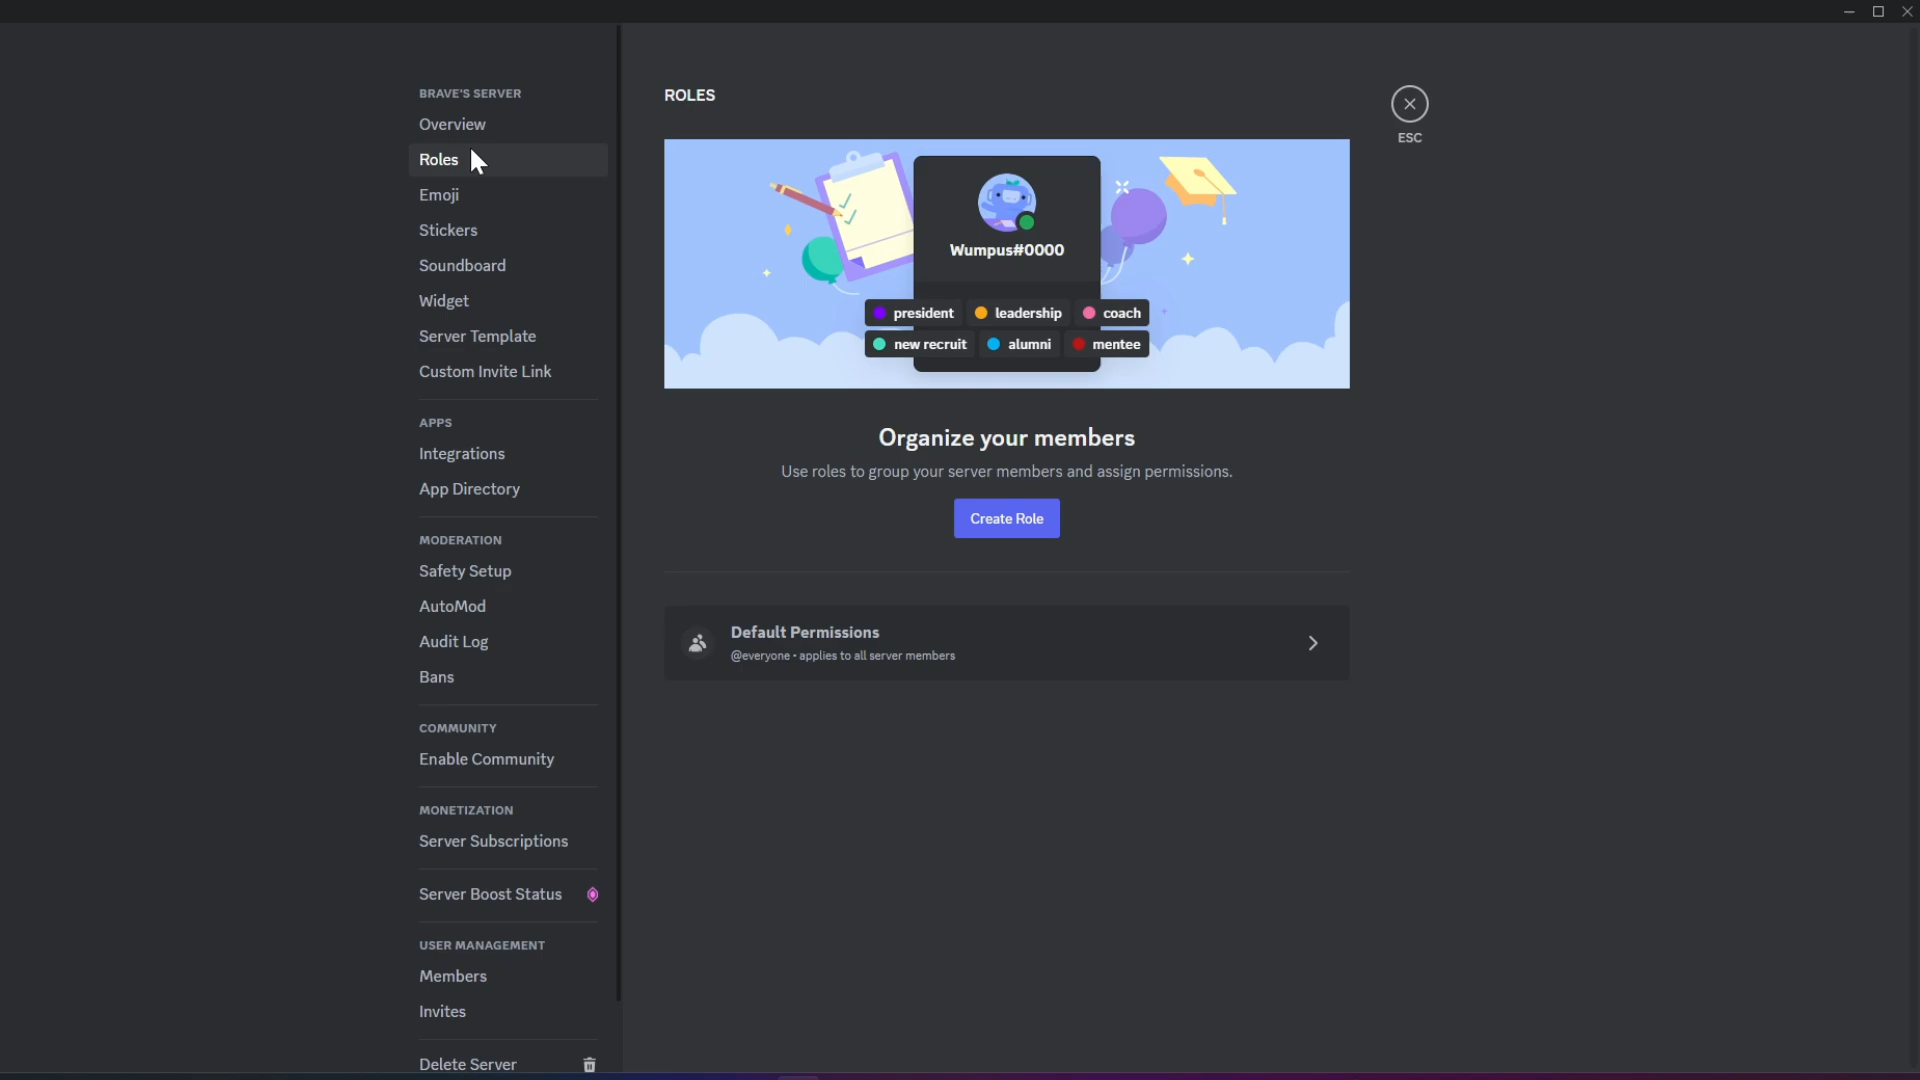 BRAVE'S SERVER
Overview
Roles
Emoji
Stickers
Soundboard
Widget
Server Template
Custom Invite Link
APPS
Integrations
App Directory
MODERATION
Safety Setup
AutoMod
Audit Log
Bans
COMMUNITY
Enable Community
MONETIZATION
Server Subscriptions
Server Boost Status
USER MANAGEMENT
Members
Invites
Delete Server
ROLES
Wumpus#0000
president leadership coach
new recruit alumni mentee
Organize your members
Use roles to group your server members and assign permissions.
Create Role
Default Permissions
@everyone • applies to all server members
ESC